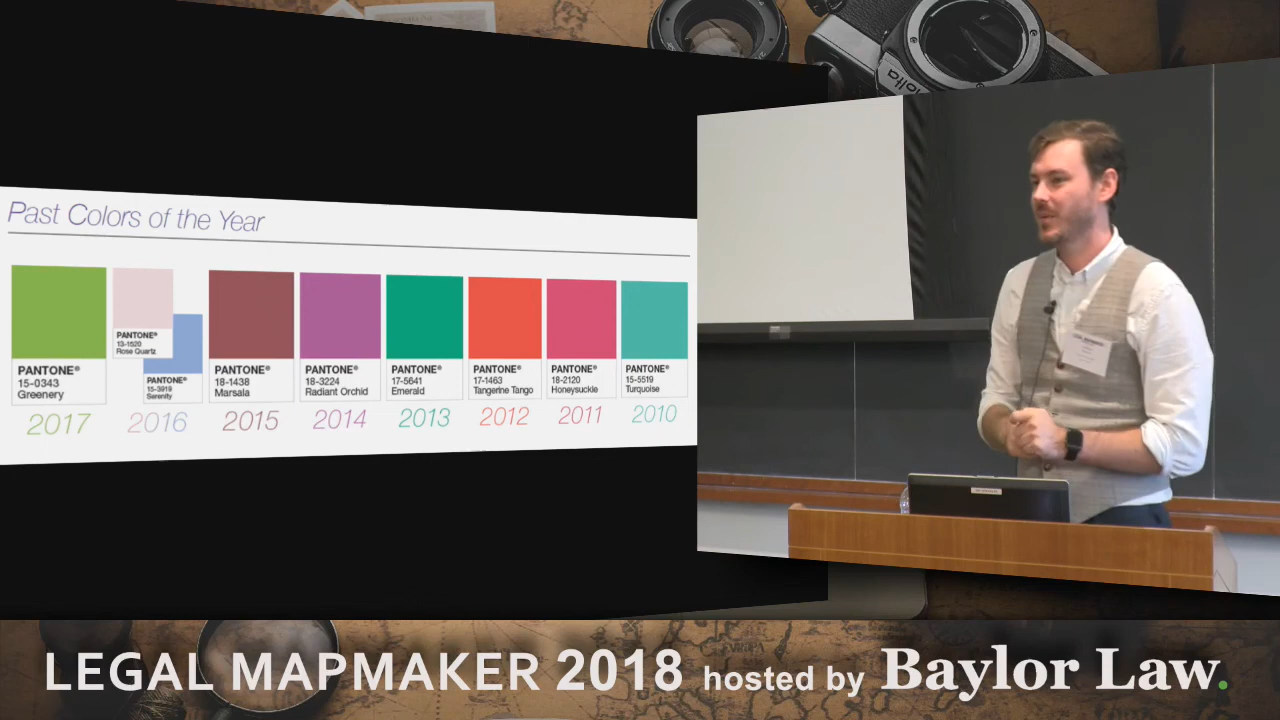 Past Colors of the Year
PANTONE®
15-0343
Greenery
2017
PANTONE®
13-1520
Rose Quartz
PANTONE®
15-3919
Serenity
2016
PANTONE®
18-1438
Marsala
2015
PANTONE®
18-3224
Radiant Orchid
2014
PANTONE®
17-5641
Emerald
2013
PANTONE®
17-1463
Tangerine Tango
2012
PANTONE®
18-2120
Honeysuckle
2011
PANTONE®
15-5519
Turquoise
2010
LEGAL MAPMAKER 2018 hosted by Baylor Law.